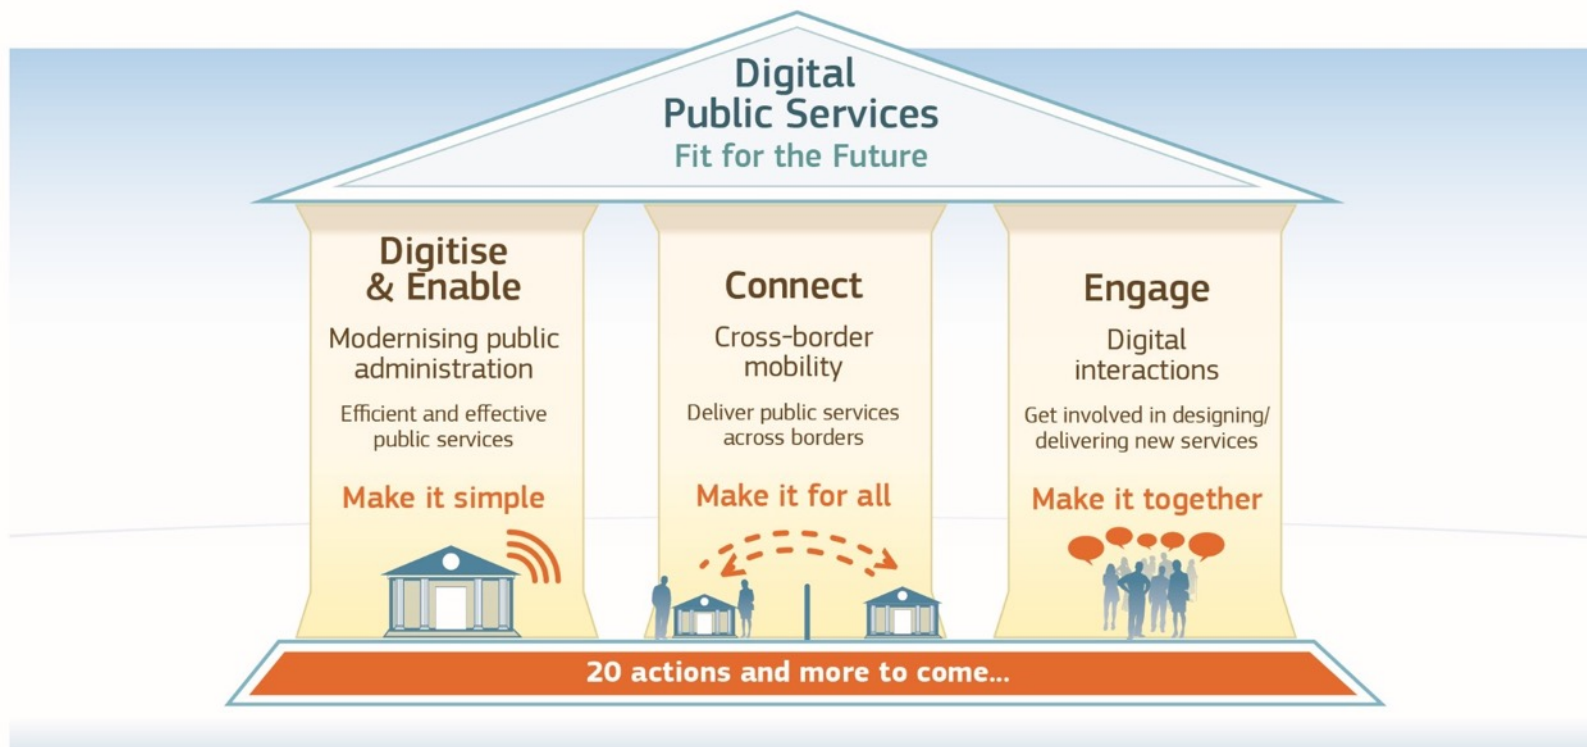 Digital
Public Services
Fit for the Future
Digitise
& Enable
Modernising public
administration
Efficient and effective
public services
Make it simple
Connect
Cross-border
mobility
Deliver public services
across borders
Make it for all
Engage
Digital
interactions
Get involved in designing/
delivering new services
Make it together
20 actions and more to come...